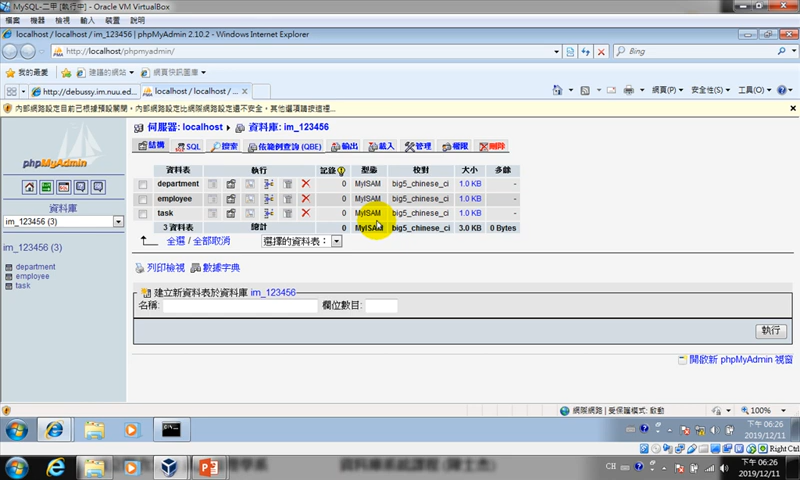 MySQL-二甲 [執行中] - Oracle VM VirtualBox
檔案 機器 檢視 輸入 裝置 說明
localhost / localhost / im_123456 | phpMyAdmin 2.10.2 - Windows Internet Explorer
http://localhost/phpmyadmin/
Bing
我的最愛 建議的網站 網頁快訊圖庫
http://debussy.im.nuu.ed... localhost / localhost / ...
網頁(P) 安全性(S) 工具(O)
內部網路設定目前已根據預設關閉。內部網路設定比網際網路設定還不安全。其他選項請按這裡...
伺服器: localhost 資料庫: im_123456
phpMyAdmin
結構 SQL 搜索 依範例查詢 (QBE) 輸出 載入 管理 權限 刪除
資料表 執行 記錄 型態 校對 大小 多餘
department 0 MyISAM big5_chinese_ci 1.0 KB -
employee 0 MyISAM big5_chinese_ci 1.0 KB -
task 0 MyISAM big5_chinese_ci 1.0 KB -
3 資料表 總計 0 MyISAM big5_chinese_ci 3.0 KB 0 Bytes
全選 / 全部取消 選擇的資料表：
資料庫
im_123456 (3)
im_123456 (3)
department
employee
task
列印檢視 數據字典
建立新資料表於資料庫 im_123456
名稱: 欄位數目:
執行
開啟新 phpMyAdmin 視窗
網際網路 | 受保護模式: 啟動 100%
下午 06:26
2019/12/11
Right Ctrl
資料庫系統課程 (陳士杰)
CH
下午 06:26
2019/12/11